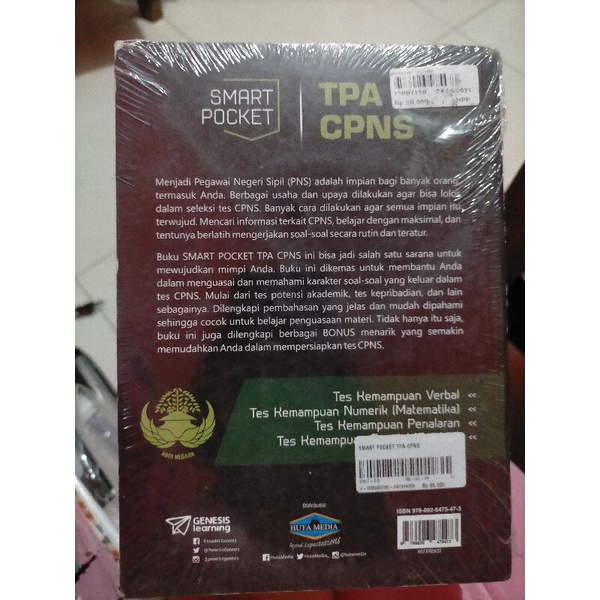 SMART
POCKET
TPA
CPNS
Menjadi Pegawai Negeri Sipil (PNS) adalah impian bagi banyak orang
termasuk Anda. Berbagai usaha dan upaya dilakukan agar bisa lolos
dalam seleksi tes CPNS. Banyak cara dilakukan agar semua impian itu
terwujud. Mencari informasi terkait CPNS, belajar dengan maksimal, dan
tentunya berlatih mengerjakan soal-soal secara rutin dan teratur.
Buku SMART POCKET TPA CPNS ini bisa jadi salah satu sarana untuk
mewujudkan mimpi Anda. Buku ini dikemas untuk membantu Anda
dalam menguasai dan memahami karakter soal-soal yang keluar dalam
tes CPNS. Mulai dari tes potensi akademik, tes kepribadian, dan lain
sebagainya. Dilengkapi pembahasan yang jelas dan mudah dipahami
sehingga cocok untuk belajar penguasaan materi. Tidak hanya itu saja,
buku ini juga dilengkapi berbagai BONUS menarik yang semakin
memudahkan Anda dalam mempersiapkan tes CPNS.
Tes Kemampuan Verbal <<
Tes Kemampuan Numerik (Matematika) <<
Tes Kemampuan Penalaran <<
Tes Kemampuan <<
KORPRI NEGARA
SMART POCKET TPA CPNS
GENESIS
learning
Distributor
HUTA MEDIA
Beyond Expectations
HutaMedia
@HutaMedia_
@Hutamedia
ISBN 978-602-6475-47-3